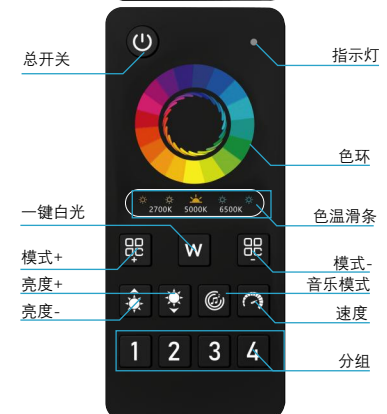 总开关
指示灯
色环
2700K 5000K 6500K
一键白光
色温滑条
W
模式+
模式-
亮度+
音乐模式
亮度-
速度
1 2 3 4
分组